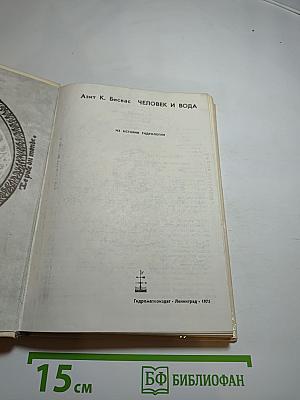 Азит К. Бисвас ЧЕЛОВЕК И ВОДА
ИЗ ИСТОРИИ ГИДРОЛОГИИ
Гидрометеоиздат • Ленинград • 1975
15 см
БФ БИБЛИОФАН